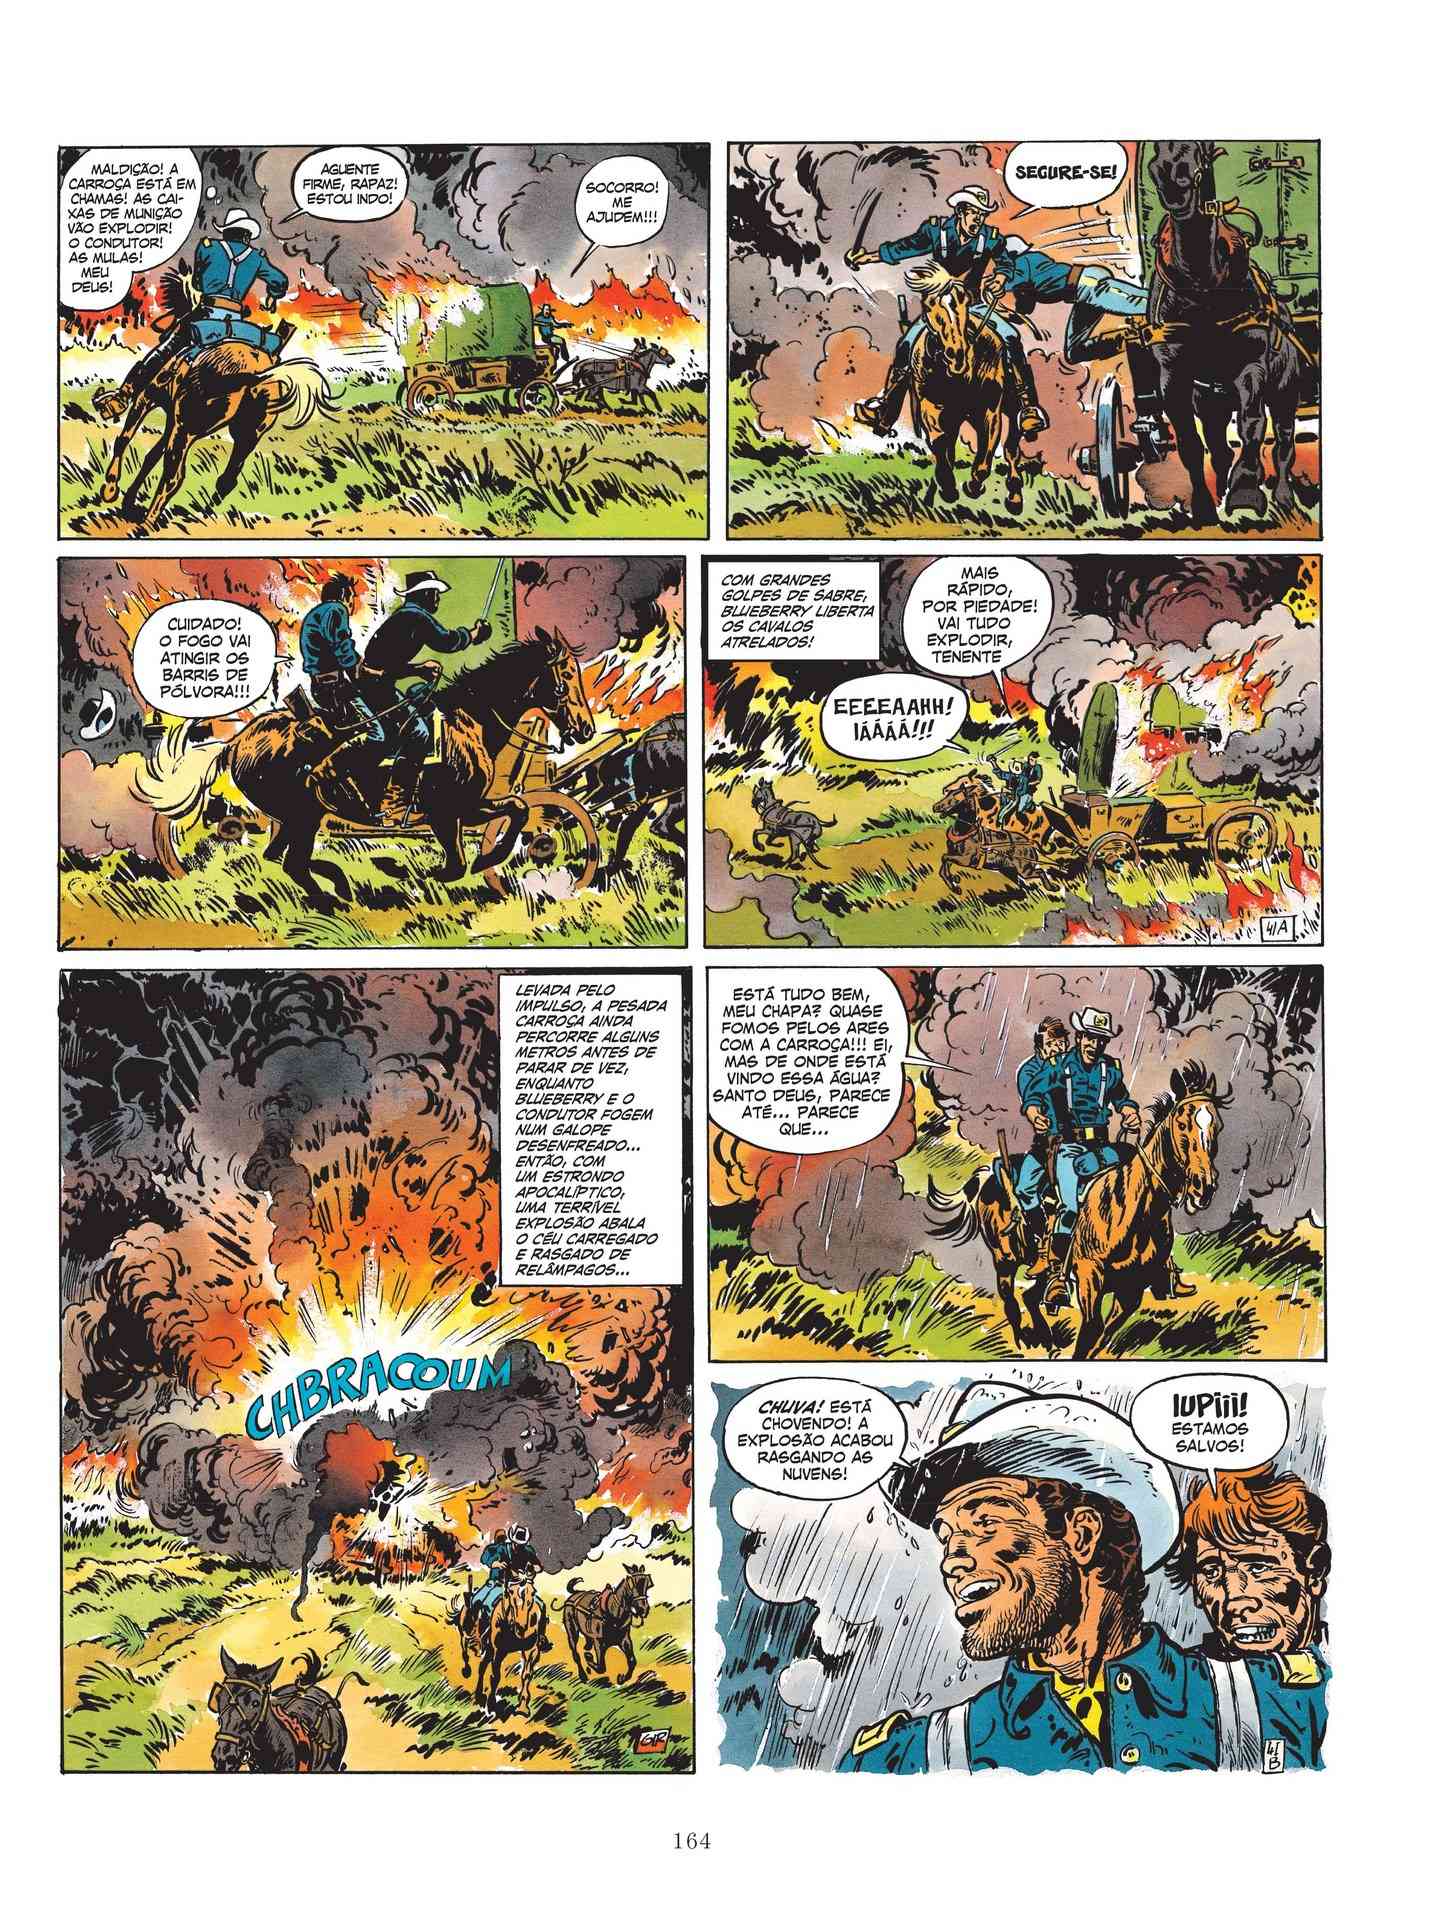 MALDIÇÃO! A
CARROÇA ESTÁ EM
CHAMAS! AS CAI-
XAS DE MUNIÇÃO
VÃO EXPLODIR!
O CONDUTOR!
AS MULAS!
MEU
DEUS!
AGUENTE
FIRME, RAPAZ!
ESTOU INDO!
SOCORRO!
ME
AJUDEM!!!
SEGURE-SE!
CUIDADO!
O FOGO VAI
ATINGIR OS
BARRIS DE
PÓLVORA!!!
COM GRANDES
GOLPES DE SABRE,
BLUEBERRY LIBERTA
OS CAVALOS
ATRELADOS!
MAIS
RÁPIDO,
POR PIEDADE!
VAI TUDO
EXPLODIR,
TENENTE
EEEEAAHH!
IÁÁÁÁ!!!
41A
LEVADA PELO
IMPULSO, A PESADA
CARROÇA AINDA
PERCORRE ALGUNS
METROS ANTES DE
PARAR DE VEZ,
ENQUANTO
BLUEBERRY E O
CONDUTOR FOGEM
NUM GALOPE
DESENFREADO...
ENTÃO, COM
UM ESTRONDO
APOCALÍPTICO,
UMA TERRÍVEL
EXPLOSÃO ABALA
O CÉU CARREGADO
E RASGADO DE
RELÂMPAGOS...
CHBRACOOUM
GIR
ESTÁ TUDO BEM,
MEU CHAPA? QUASE
FOMOS PELOS ARES
COM A CARROÇA!!! EI,
MAS DE ONDE ESTÁ
VINDO ESSA ÁGUA?
SANTO DEUS, PARECE
ATÉ... PARECE
QUE...
CHUVA! ESTÁ
CHOVENDO! A
EXPLOSÃO ACABOU
RASGANDO AS
NUVENS!
IUPIII!
ESTAMOS
SALVOS!
41
B
164